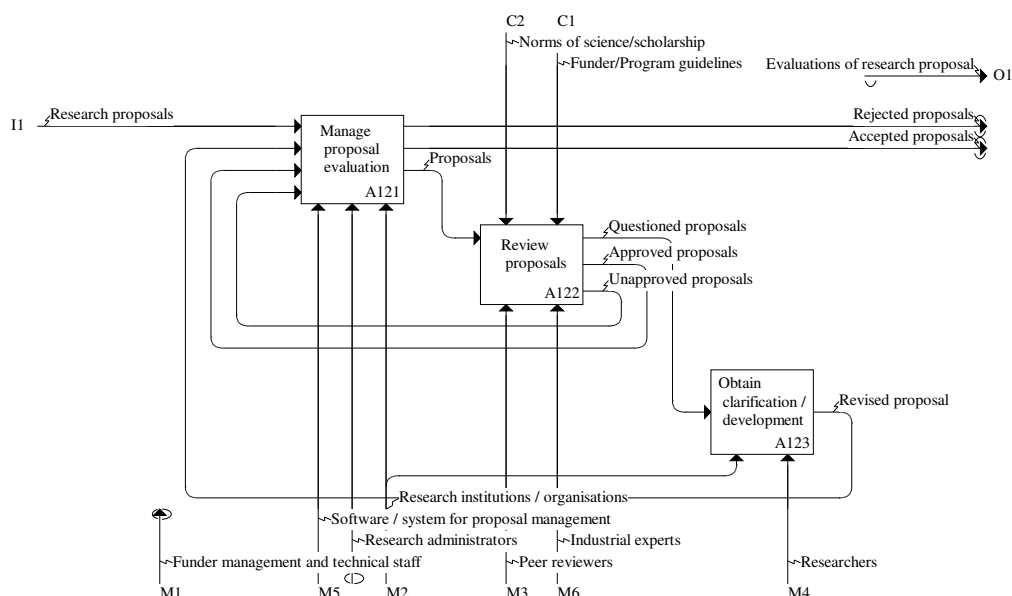 C2
C1
Norms of science/scholarship
Funder/Program guidelines
Evaluations of research proposal
O1
I1
Research proposals
Rejected proposals
Accepted proposals
Manage
proposal
evaluation
A121
Proposals
Review
proposals
A122
Questioned proposals
Approved proposals
Unapproved proposals
Obtain
clarification /
development
A123
Revised proposal
Research institutions / organisations
Software / system for proposal management
Research administrators
Industrial experts
Funder management and technical staff
Peer reviewers
Researchers
M1
M5
M2
M3
M6
M4